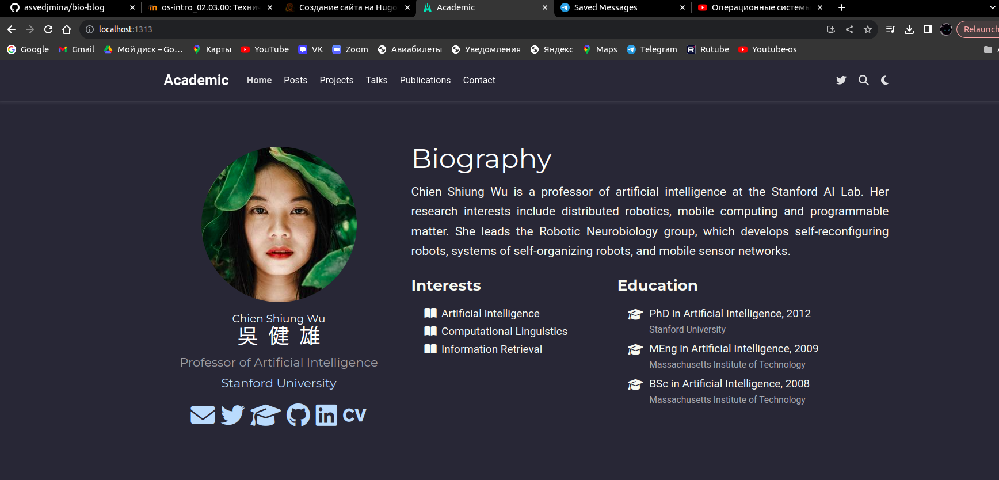 asvedjmina/bio-blog
os-intro_02.03.00: Технич
Создание сайта на Hugo
Academic
Saved Messages
Операционные системы
localhost:1313
Relaunch
Google
Gmail
Мой диск – Go...
Карты
YouTube
VK
Zoom
Авиабилеты
Уведомления
Яндекс
Maps
Telegram
Rutube
Youtube-os
Academic
Home
Posts
Projects
Talks
Publications
Contact
Biography
Chien Shiung Wu is a professor of artificial intelligence at the Stanford AI Lab. Her
research interests include distributed robotics, mobile computing and programmable
matter. She leads the Robotic Neurobiology group, which develops self-reconfiguring
robots, systems of self-organizing robots, and mobile sensor networks.
Chien Shiung Wu
吳健雄
Professor of Artificial Intelligence
Stanford University
CV
Interests
Artificial Intelligence
Computational Linguistics
Information Retrieval
Education
PhD in Artificial Intelligence, 2012
Stanford University
MEng in Artificial Intelligence, 2009
Massachusetts Institute of Technology
BSc in Artificial Intelligence, 2008
Massachusetts Institute of Technology